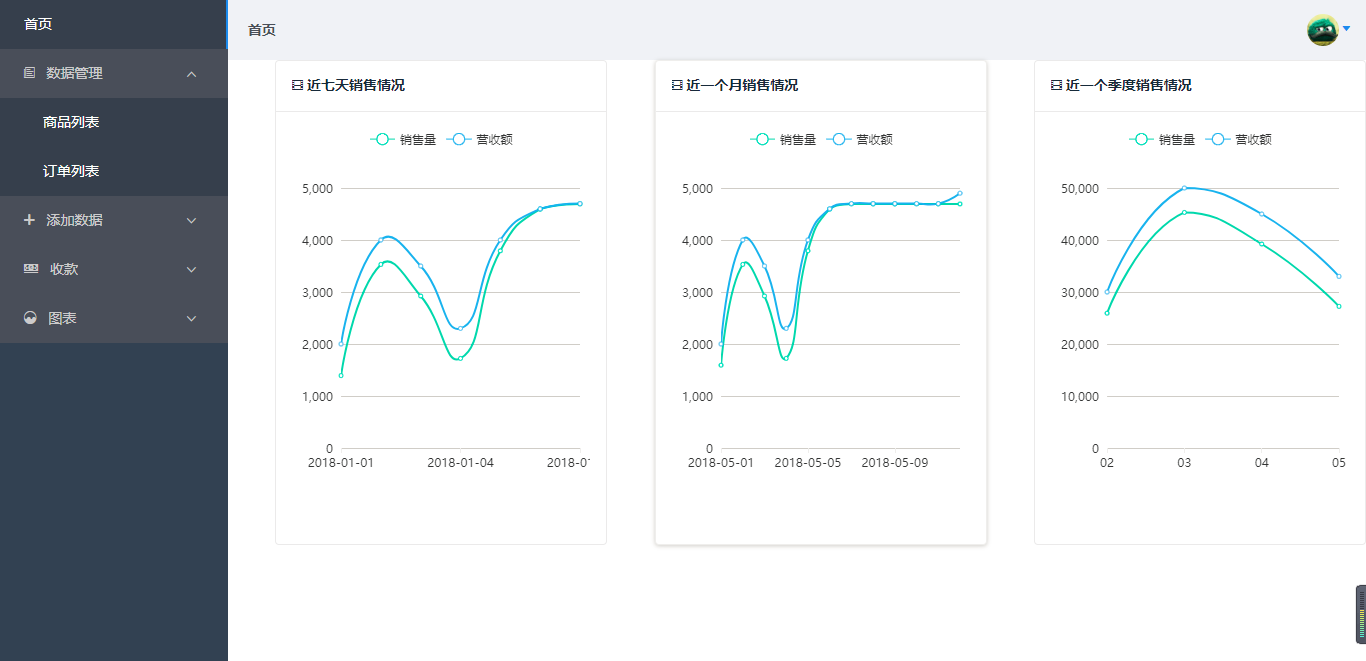 首页
数据管理
商品列表
订单列表
添加数据
收款
图表
首页
近七天销售情况
销售量 营收额
5,000
4,000
3,000
2,000
1,000
0
2018-01-01 2018-01-04 2018-0
近一个月销售情况
销售量 营收额
5,000
4,000
3,000
2,000
1,000
0
2018-05-01 2018-05-05 2018-05-09
近一个季度销售情况
销售量 营收额
50,000
40,000
30,000
20,000
10,000
0
02 03 04 05